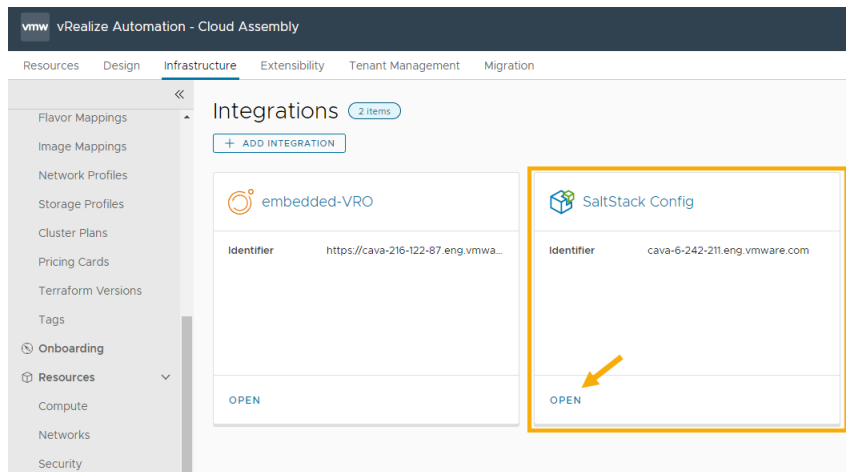 vmw vRealize Automation - Cloud Assembly
Resources Design Infrastructure Extensibility Tenant Management Migration
«
Flavor Mappings
Image Mappings
Network Profiles
Storage Profiles
Cluster Plans
Pricing Cards
Terraform Versions
Tags
Onboarding
Resources
Compute
Networks
Security
Integrations 2 items
+ ADD INTEGRATION
embedded-VRO
Identifier https://cava-216-122-87.eng.vmwa...
OPEN
SaltStack Config
Identifier cava-6-242-211.eng.vmware.com
OPEN